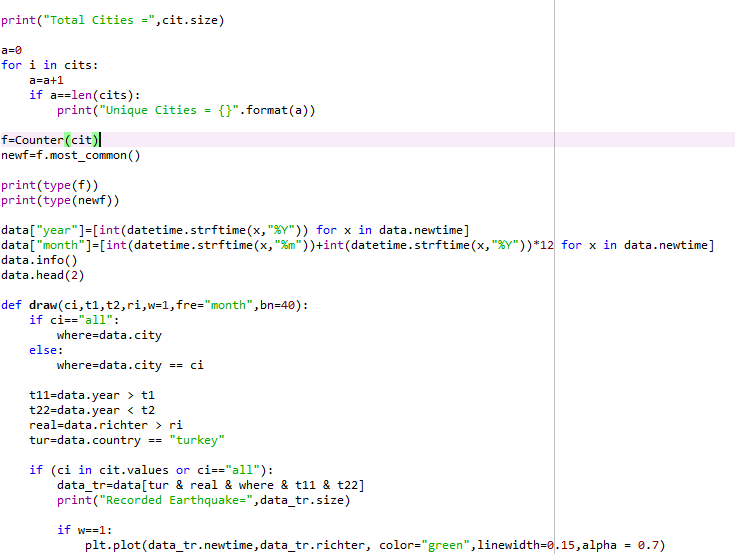 print("Total Cities =",cit.size)
a=0
for i in cits:
    a=a+1
    if a==len(cits):
        print("Unique Cities = {}".format(a))
f=Counter(cit)
newf=f.most_common()
print(type(f))
print(type(newf))
data["year"]=[int(datetime.strftime(x,"%Y")) for x in data.newtime]
data["month"]=[int(datetime.strftime(x,"%m"))+int(datetime.strftime(x,"%Y"))*12 for x in data.newtime]
data.info()
data.head(2)
def draw(ci,t1,t2,ri,w=1,fre="month",bn=40):
    if ci=="all":
        where=data.city
    else:
        where=data.city == ci
    t11=data.year > t1
    t22=data.year < t2
    real=data.richter > ri
    tur=data.country == "turkey"
    if (ci in cit.values or ci=="all"):
        data_tr=data[tur & real & where & t11 & t22]
        print("Recorded Earthquake=",data_tr.size)
        if w==1:
            plt.plot(data_tr.newtime,data_tr.richter, color="green",linewidth=0.15,alpha = 0.7)